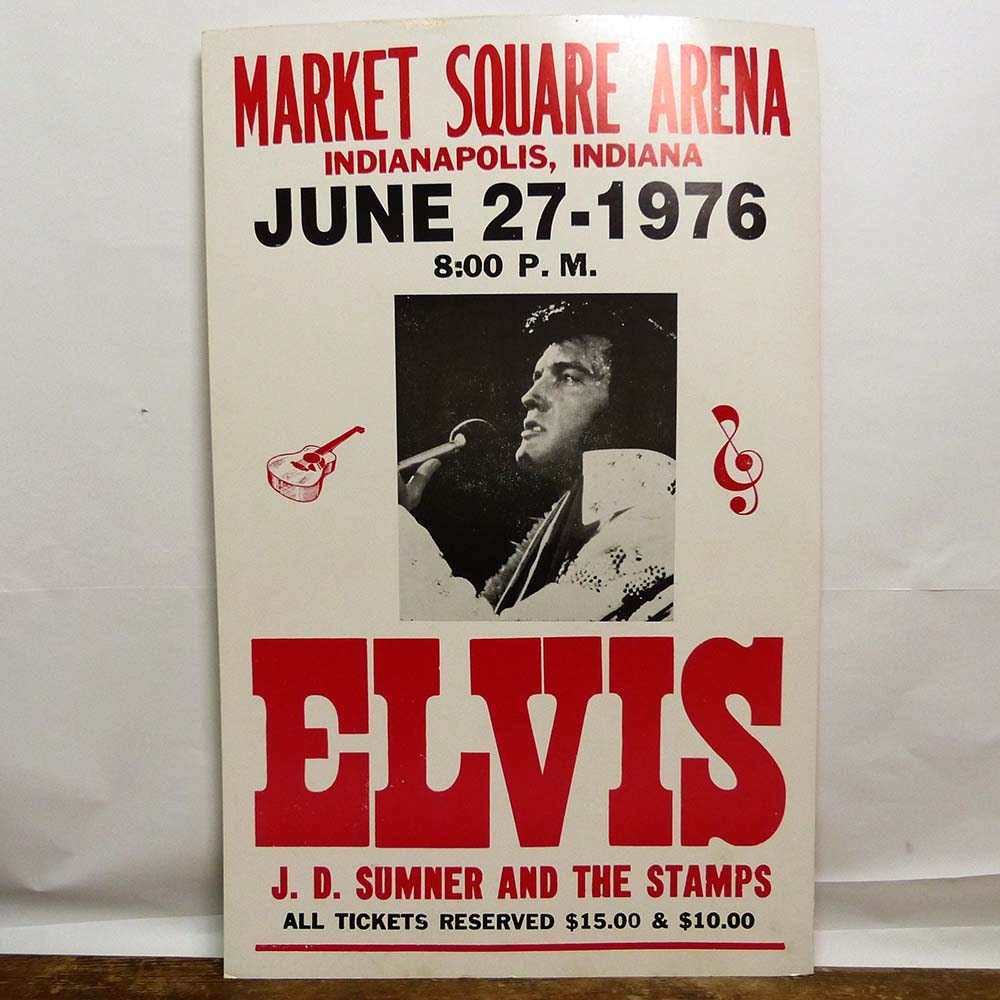 MARKET SQUARE ARENA
INDIANAPOLIS, INDIANA
JUNE 27-1976
8:00 P. M.
ELVIS
J. D. SUMNER AND THE STAMPS
ALL TICKETS RESERVED $15.00 & $10.00